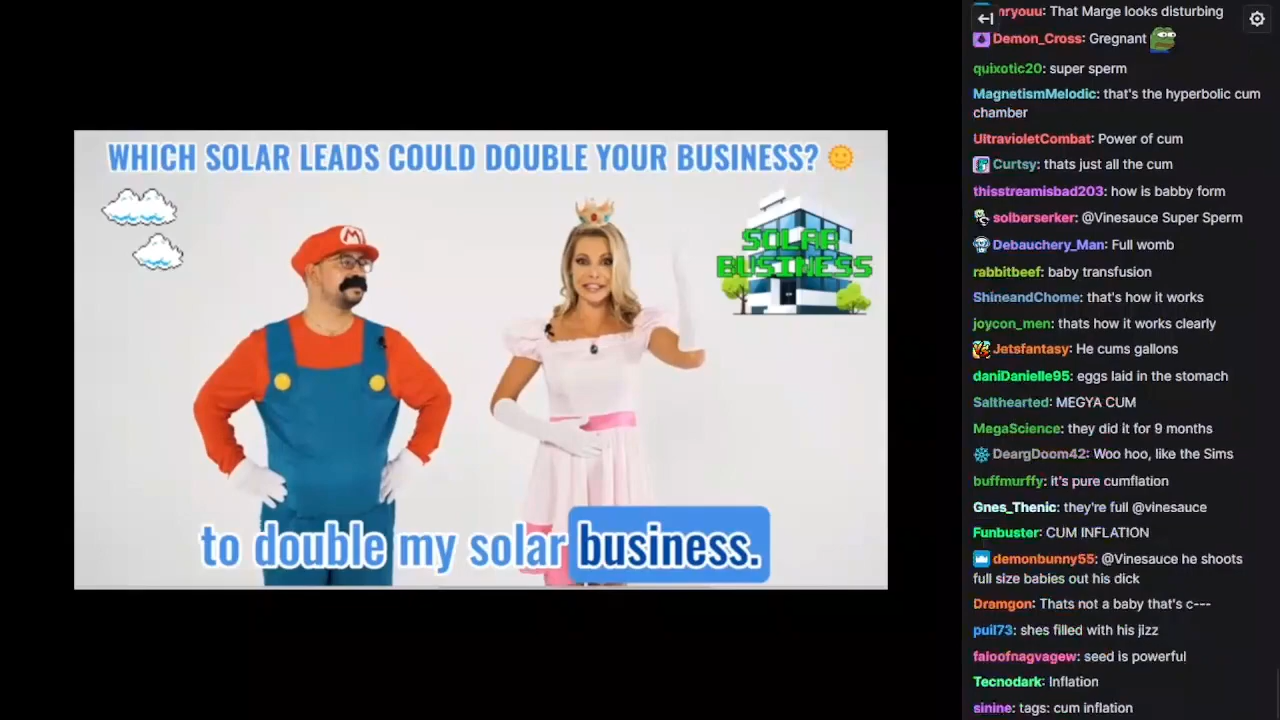 WHICH SOLAR LEADS COULD DOUBLE YOUR BUSINESS?
M
SOLAR
BUSINESS
to double my solar business.
nryouu: That Marge looks disturbing
Demon_Cross: Gregnant
quixotic20: super sperm
MagnetismMelodic: that's the hyperbolic cum
chamber
UltravioletCombat: Power of cum
Curtsy: thats just all the cum
thisstreamisbad203: how is babby form
solberserker: @Vinesauce Super Sperm
Debauchery_Man: Full womb
rabbitbeef: baby transfusion
ShineandChome: that's how it works
joycon_men: thats how it works clearly
Jetsfantasy: He cums gallons
daniDanielle95: eggs laid in the stomach
Salthearted: MEGYA CUM
MegaScience: they did it for 9 months
DeargDoom42: Woo hoo, like the Sims
buffmurffy: it's pure cumflation
Gnes_Thenic: they're full @vinesauce
Funbuster: CUM INFLATION
demonbunny55: @Vinesauce he shoots
full size babies out his dick
Dramgon: Thats not a baby that's c---
puil73: shes filled with his jizz
faloofnagvagew: seed is powerful
Tecnodark: Inflation
sinine: tags: cum inflation